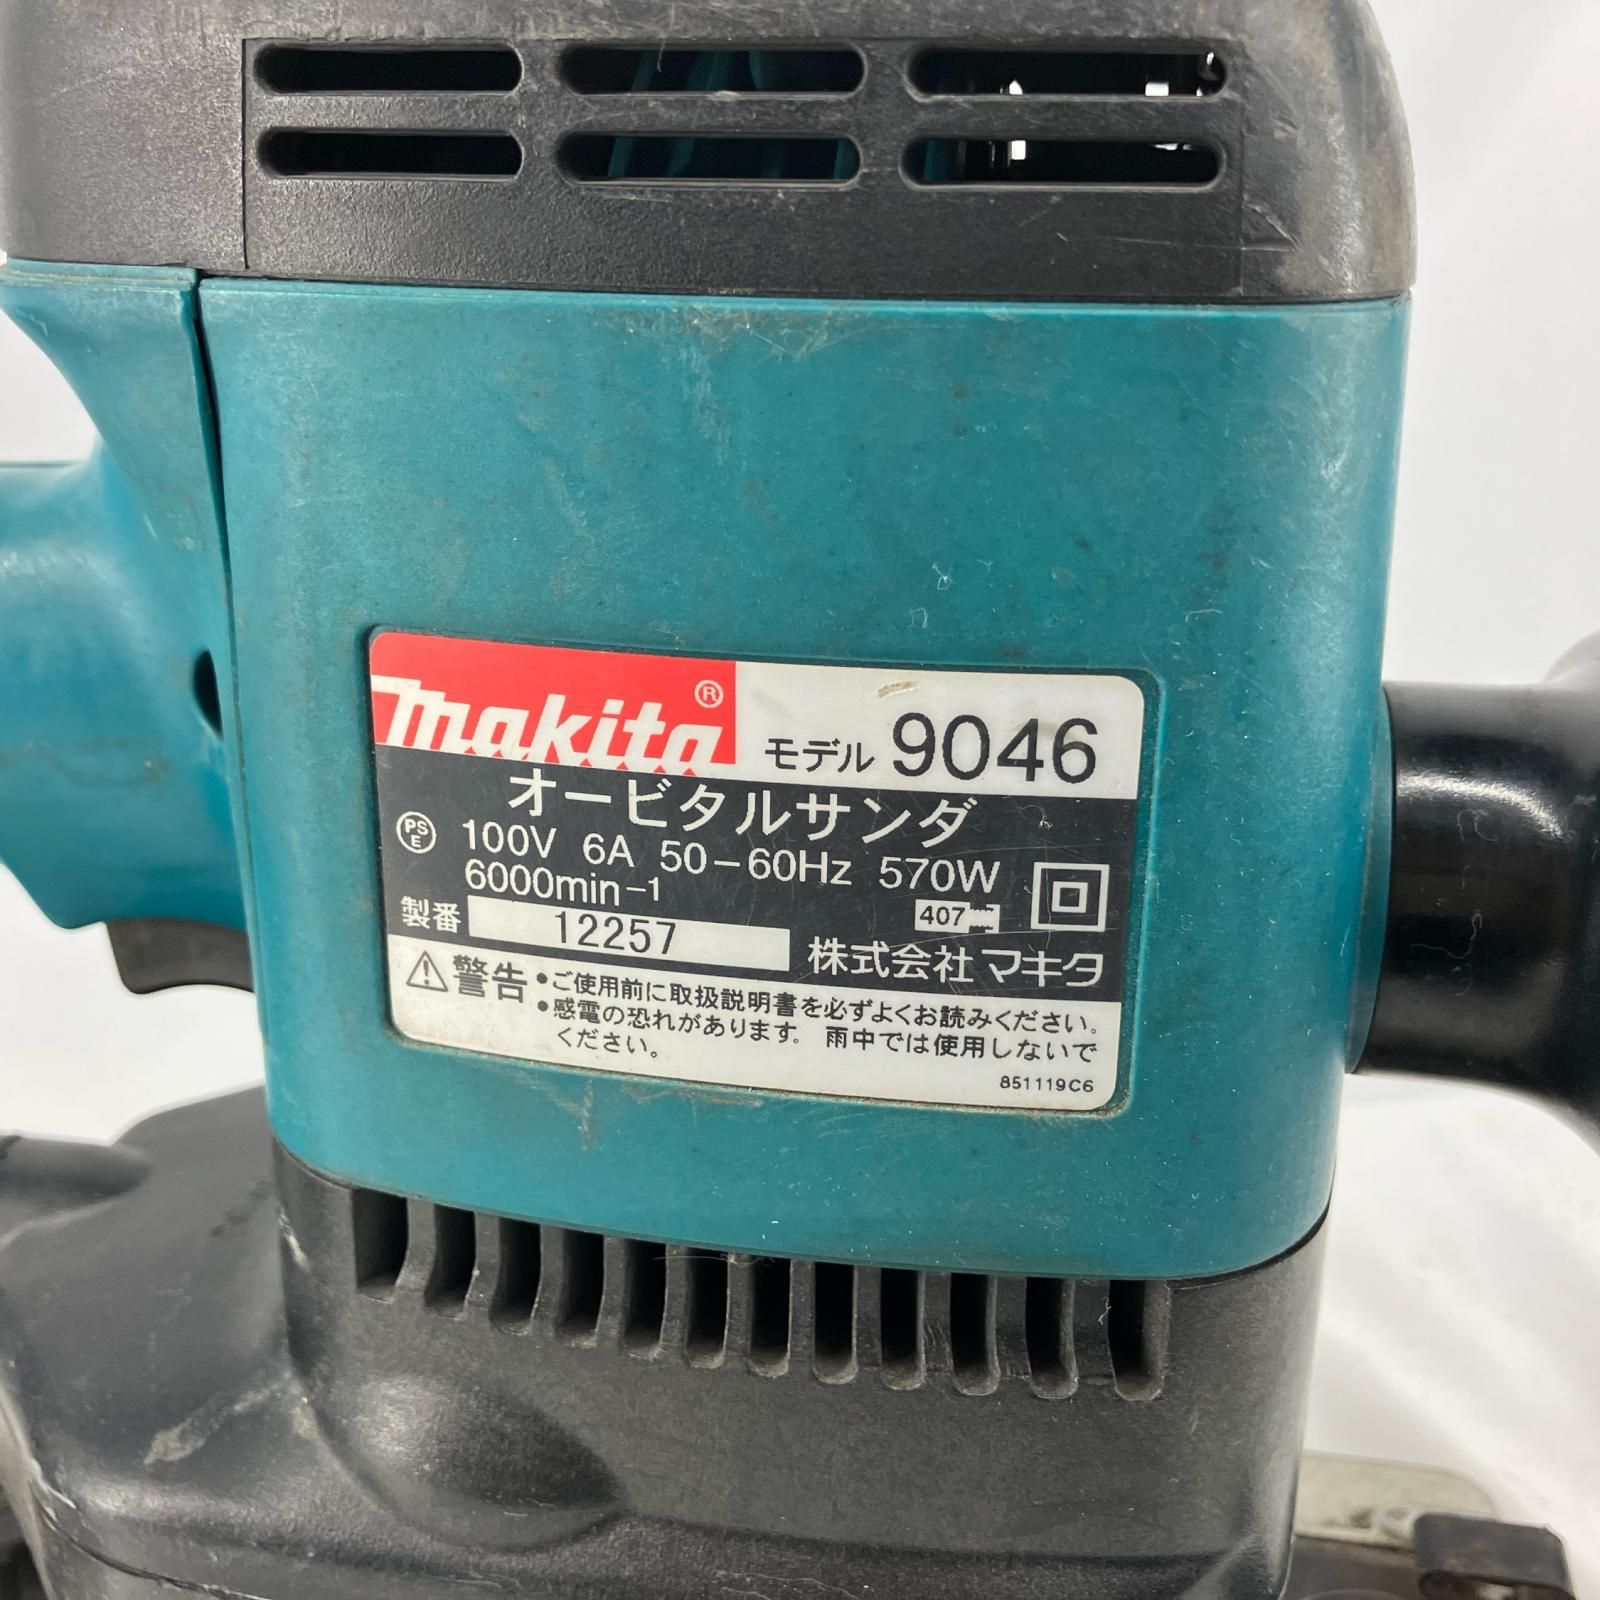 makita®
モデル 9046
オービタルサンダ
PS E 100V 6A 50-60Hz 570W
6000min-1
407
製番 12257
株式会社 マキタ
⚠警告 •ご使用前に取扱説明書を必ずよくお読みください。
•感電の恐れがあります。雨中では使用しないで
ください。
851119C6